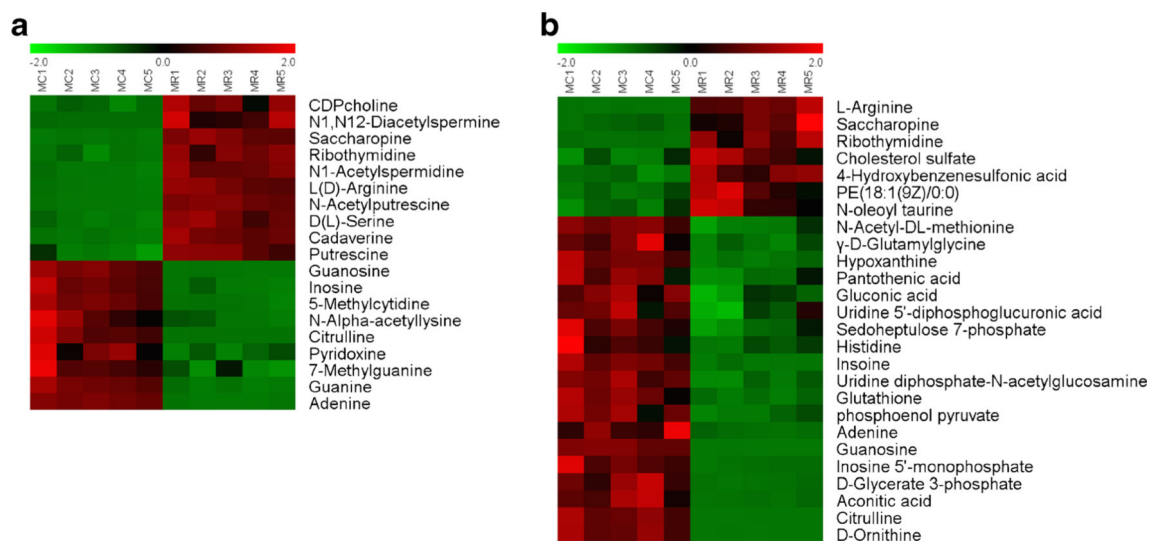 a
-2.0 0.0 2.0
MC1 MC2 MC3 MC4 MC5 MR1 MR2 MR3 MR4 MR5
CDPcholine
N1,N12-Diacetylspermine
Saccharopine
Ribothymidine
N1-Acetylspermidine
L(D)-Arginine
N-Acetylputrescine
D(L)-Serine
Cadaverine
Putrescine
Guanosine
Inosine
5-Methylcytidine
N-Alpha-acetyllysine
Citrulline
Pyridoxine
7-Methylguanine
Guanine
Adenine
b
-2.0 0.0 2.0
MC1 MC2 MC3 MC4 MC5 MR1 MR2 MR3 MR4 MR5
L-Arginine
Saccharopine
Ribothymidine
Cholesterol sulfate
4-Hydroxybenzenesulfonic acid
PE(18:1(9Z)/0:0)
N-oleoyl taurine
N-Acetyl-DL-methionine
γ-D-Glutamylglycine
Hypoxanthine
Pantothenic acid
Gluconic acid
Uridine 5'-diphosphoglucuronic acid
Sedoheptulose 7-phosphate
Histidine
Insoine
Uridine diphosphate-N-acetylglucosamine
Glutathione
phosphoenol pyruvate
Adenine
Guanosine
Inosine 5'-monophosphate
D-Glycerate 3-phosphate
Aconitic acid
Citrulline
D-Ornithine